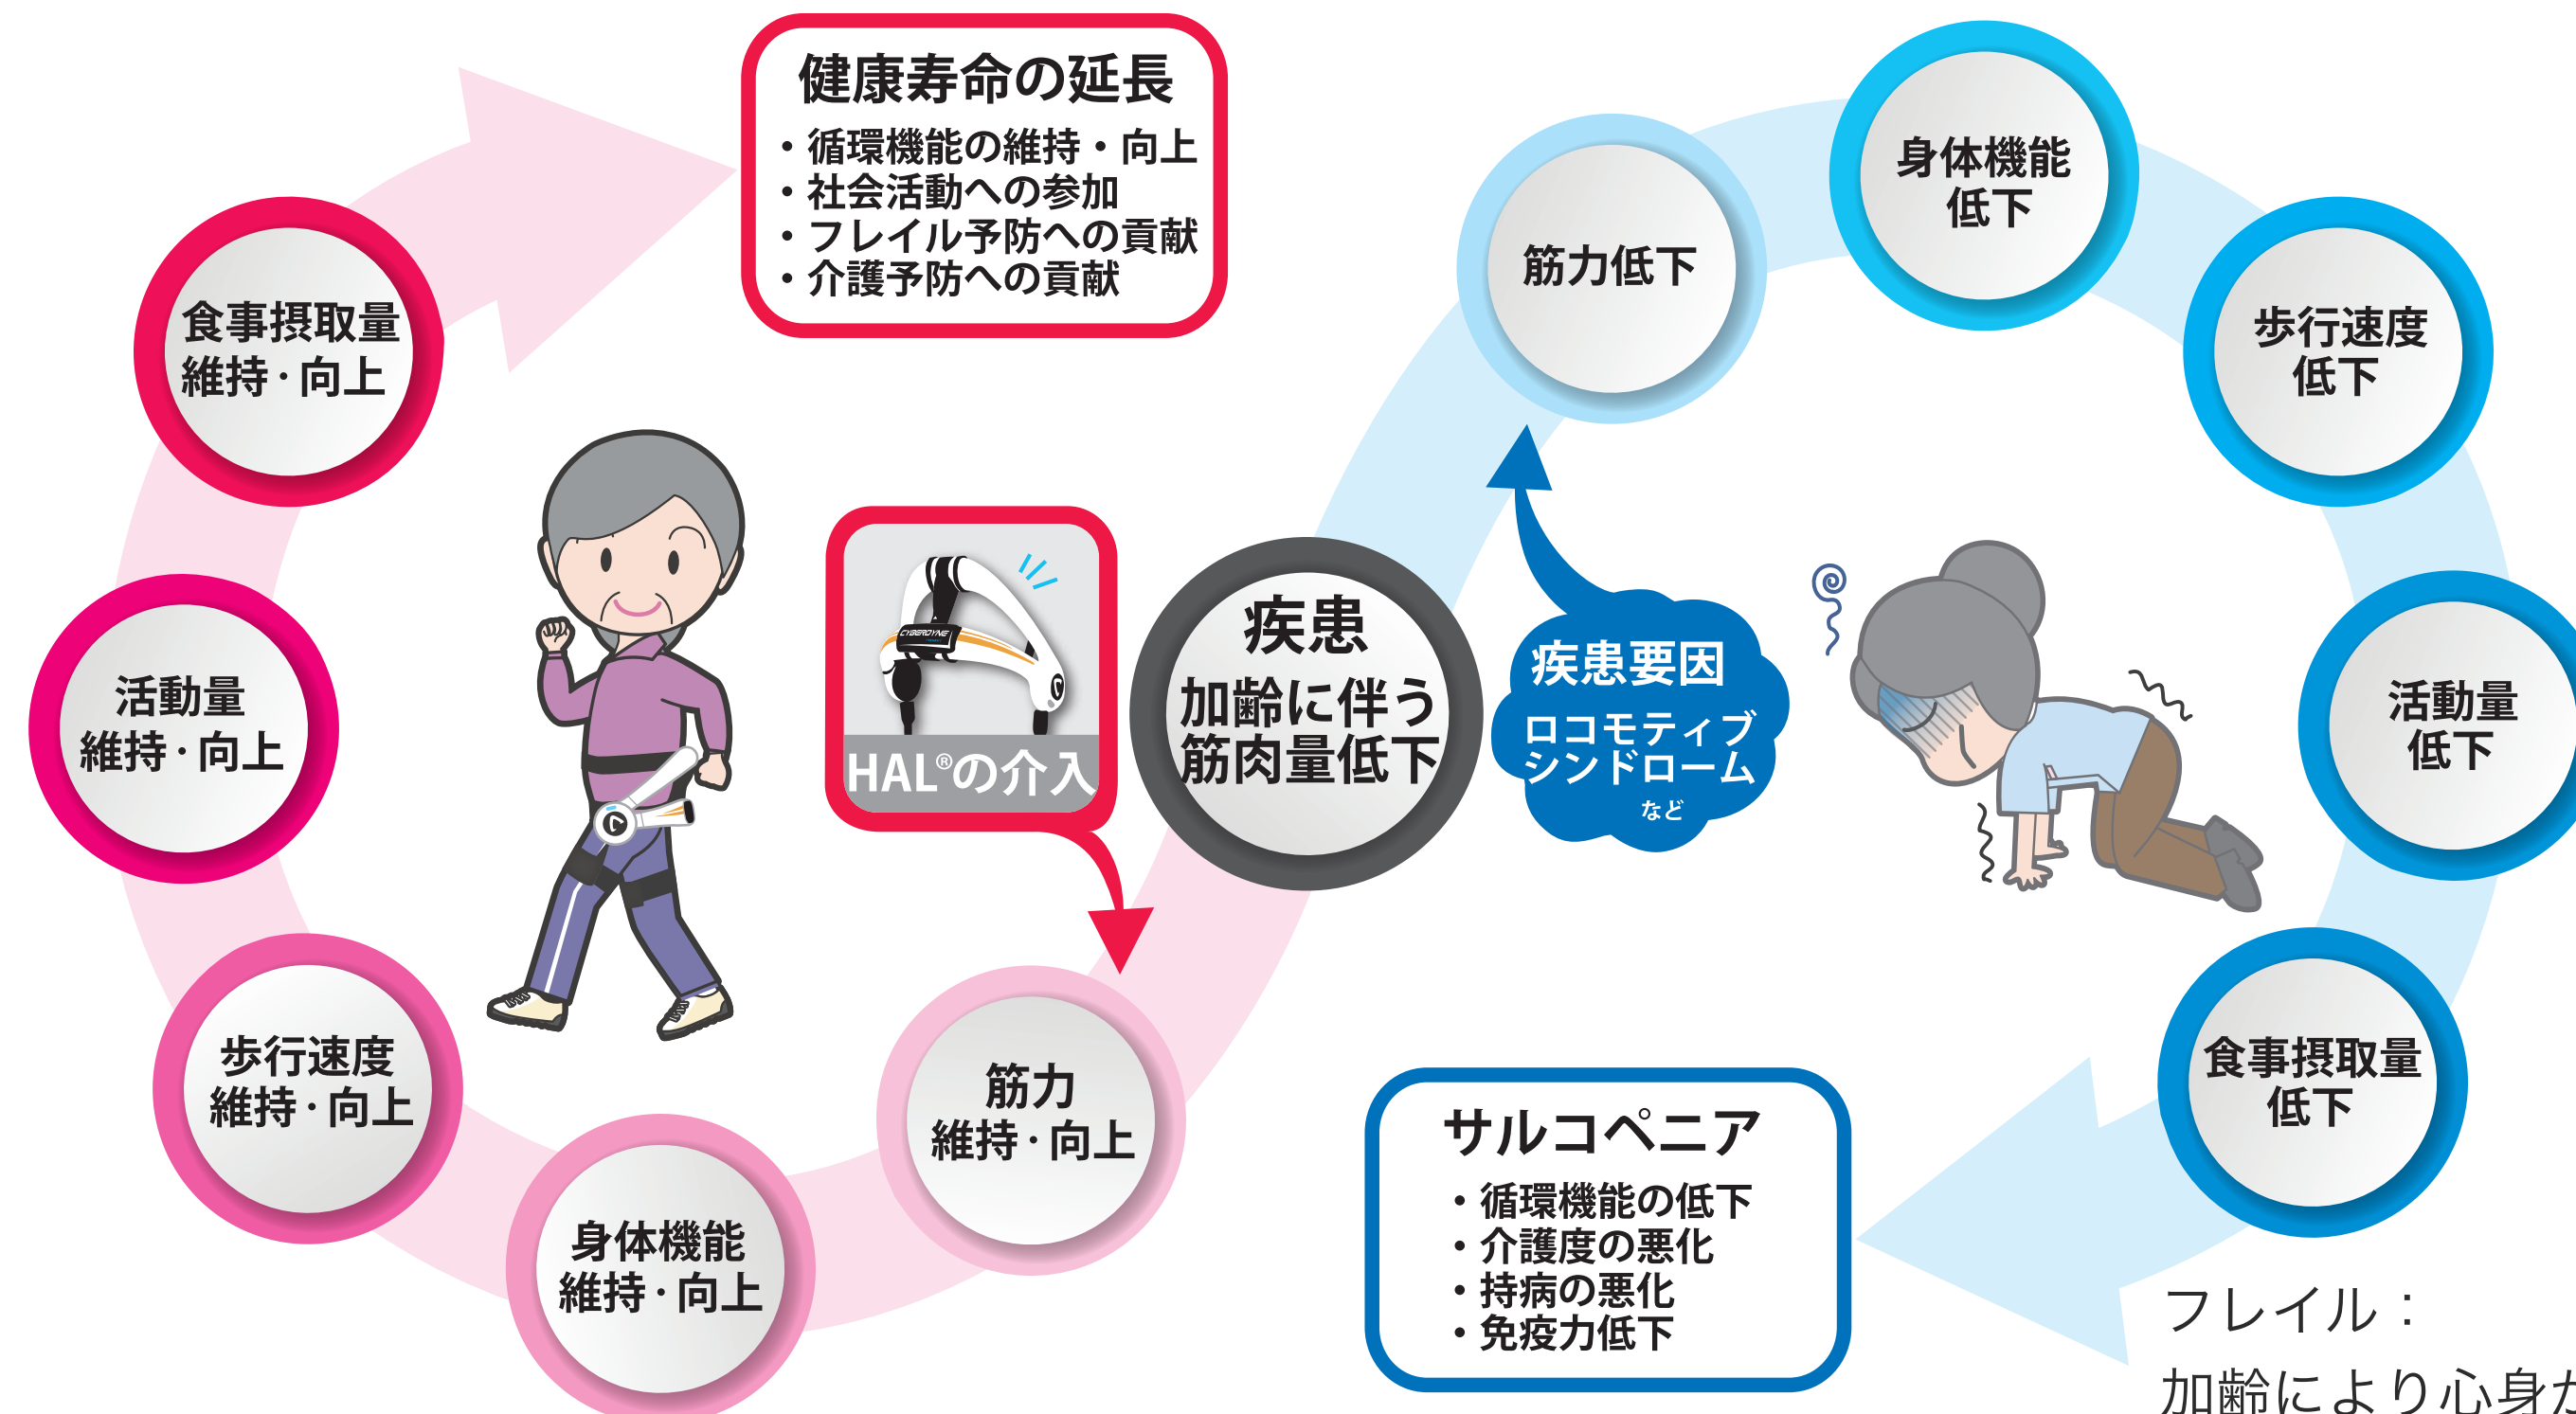 健康寿命の延長
・循環機能の維持・向上
・社会活動への参加
・フレイル予防への貢献
・介護予防への貢献
食事摂取量
維持・向上
活動量
維持・向上
歩行速度
維持・向上
身体機能
維持・向上
筋力
維持・向上
CYBERDYNE
HAL®の介入
疾患
加齢に伴う
筋肉量低下
疾患要因
ロコモティブ
シンドローム
など
筋力低下
身体機能
低下
歩行速度
低下
活動量
低下
食事摂取量
低下
サルコペニア
・循環機能の低下
・介護度の悪化
・持病の悪化
・免疫力低下
フレイル：
加齢により心身が